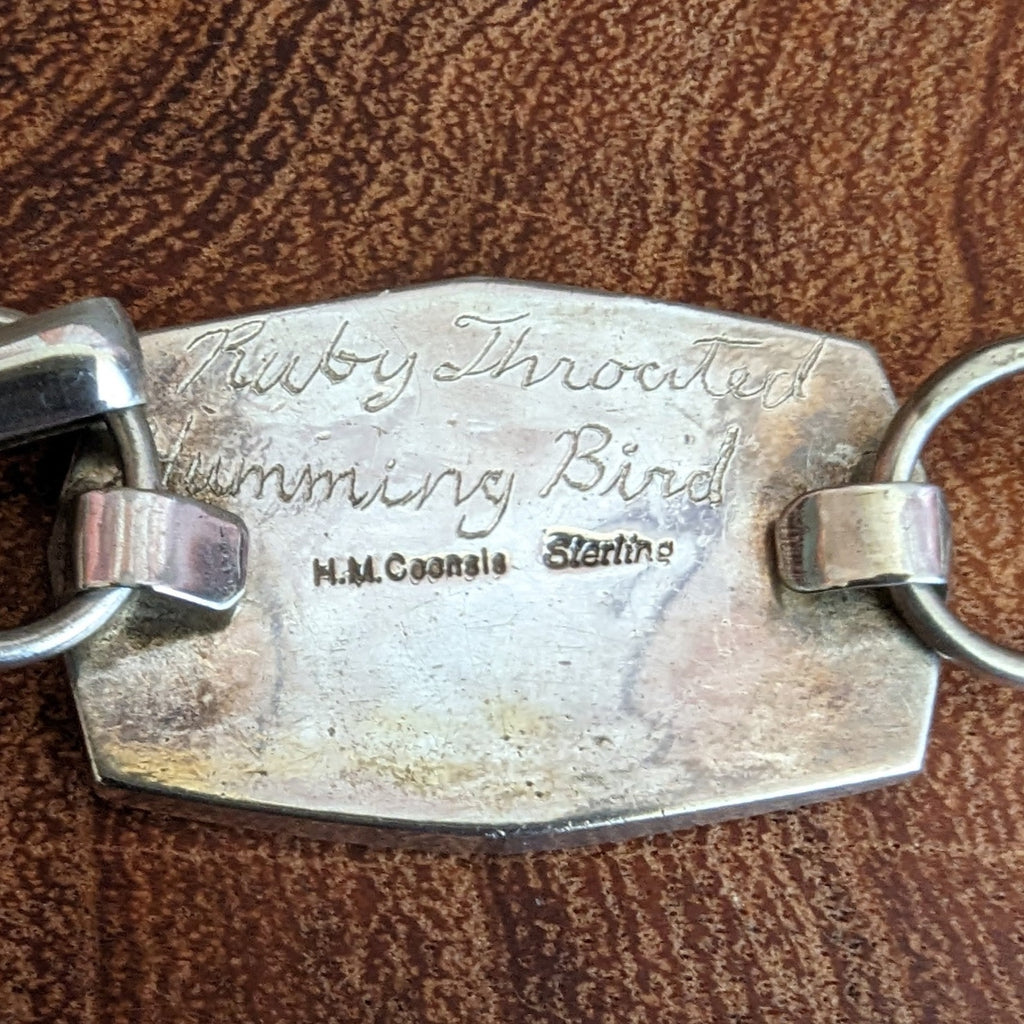 Ruby Throated
Humming Bird
H.M.Coonsis Sterling